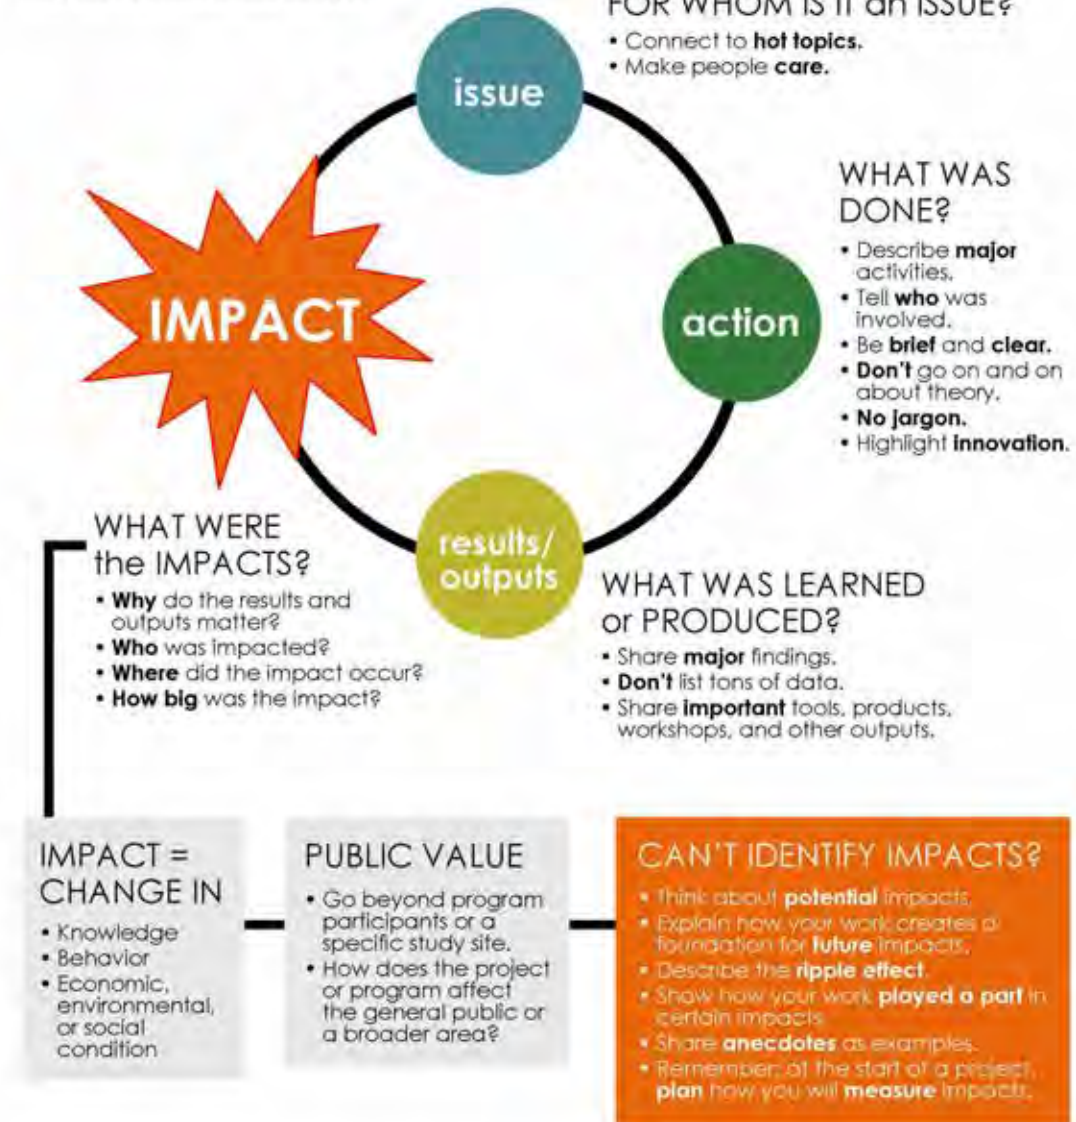 FOR WHOM IS IT an ISSUE?
• Connect to hot topics.
• Make people care.
issue
WHAT WAS
DONE?
• Describe major
activities.
• Tell who was
involved.
• Be brief and clear.
• Don't go on and on
about theory.
• No jargon.
• Highlight innovation.
IMPACT
action
results/
outputs
WHAT WERE
the IMPACTS?
• Why do the results and
outputs matter?
• Who was impacted?
• Where did the impact occur?
• How big was the impact?
WHAT WAS LEARNED
or PRODUCED?
• Share major findings.
• Don't list tons of data.
• Share important tools, products,
workshops, and other outputs.
IMPACT =
CHANGE IN
• Knowledge
• Behavior
• Economic,
environmental,
or social
condition
PUBLIC VALUE
• Go beyond program
participants or a
specific study site.
• How does the project
or program affect
the general public or
a broader area?
CAN'T IDENTIFY IMPACTS?
• Think about potential impacts.
• Explain how your work creates a
foundation for future impacts.
• Describe the ripple effect.
• Show how your work played a part in
certain impacts.
• Share anecdotes as examples.
• Remember: at the start of a project,
plan how you will measure impacts.